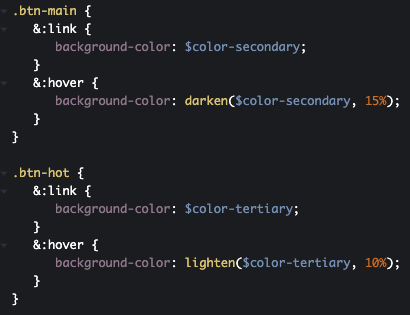 .btn-main {
&:link {
background-color: $color-secondary;
}
&:hover {
background-color: darken($color-secondary, 15%);
}
}
.btn-hot {
&:link {
background-color: $color-tertiary;
}
&:hover {
background-color: lighten($color-tertiary, 10%);
}
}